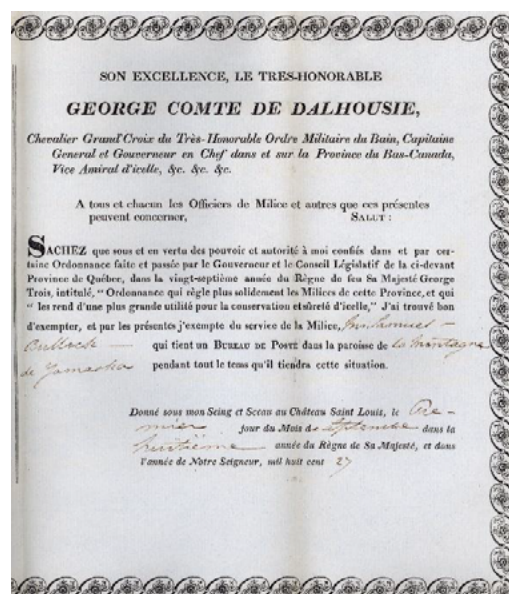 SON EXCELLENCE, LE TRES-HONORABLE
GEORGE COMTE DE DALHOUSIE,
Chevalier Grand'Croix du Très-Honorable Ordre Militaire du Bain, Capitaine
General et Gouverneur en Chef dans et sur la Province du Bas-Canada,
Vice Amiral d'icelle, &c. &c. &c.
A tous et chacun les Officiers de Milice et autres que ces présentes
peuvent concerner, SALUT :
SACHEZ que sous et en vertu des pouvoir et autorité à moi confiés dans et par cer-
taine Ordonnance faite et passée par le Gouverneur et le Conseil Législatif de la ci-devant
Province de Québec, dans la vingt-septième année du Règne de feu Sa Majesté George
Trois, intitulé, " Ordonnance qui règle plus solidement les Milices de cette Province, et qui
" les rend d'une plus grande utilité pour la conservation et sûreté d'icelle," J'ai trouvé bon
d'exempter, et par les présentes j'exempte du service de la Milice, Samuel
Bullock qui tient un BUREAU DE POSTE dans la paroisse de la Montagne
de Yamaska pendant tout le tems qu'il tiendra cette situation.
Donné sous mon Seing et Sceau au Château Saint Louis, le Pre-
mier jour du Mois de Septembre dans la
huitième année du Règne de Sa Majesté, et dans
l'année de Notre Seigneur, mil huit cent 27